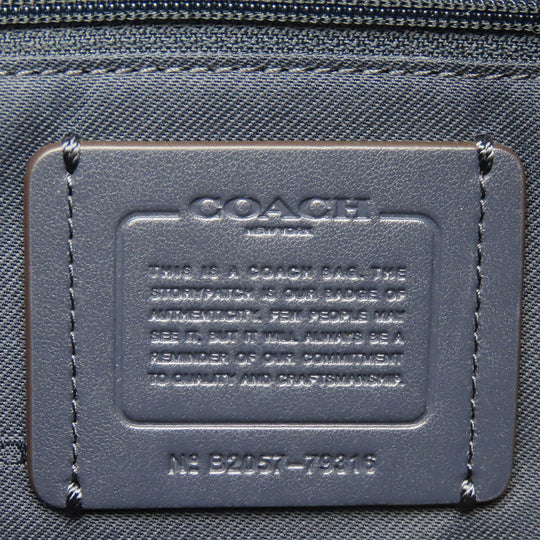 COACH
NEW YORK
THIS IS A COACH BAG. THE
STORYPATCH IS OUR BADGE OF
AUTHENTICITY. FEW PEOPLE MAY
SEE IT, BUT IT WILL ALWAYS BE A
REMINDER OF OUR COMMITMENT
TO QUALITY AND CRAFTSMANSHIP.
Nº B2057-79316